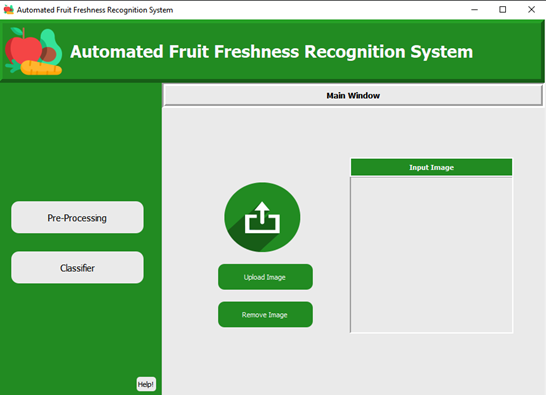 Automated Fruit Freshness Recognition System
Automated Fruit Freshness Recognition System
Main Window
Input Image
Pre-Processing
Classifier
Upload Image
Remove Image
Help!